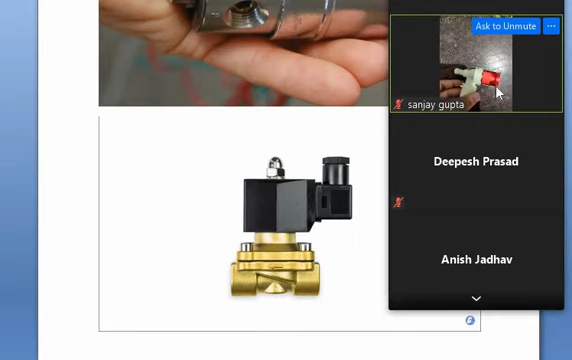 Ask to Unmute
...
sanjay gupta
Deepesh Prasad
Anish Jadhav